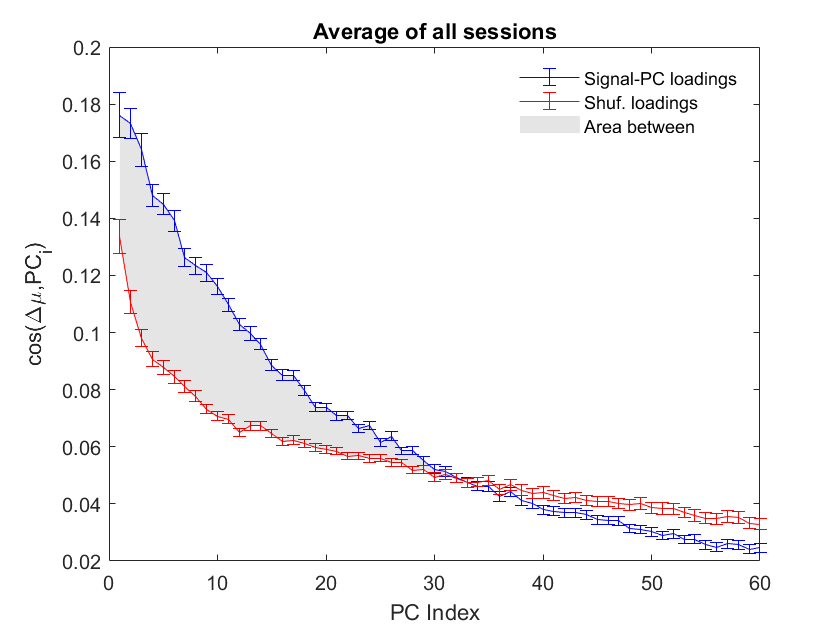 Average of all sessions
Signal-PC loadings
Shuf. loadings
Area between
cos(Δμ,PCi)
0.2
0.18
0.16
0.14
0.12
0.1
0.08
0.06
0.04
0.02
0 10 20 30 40 50 60
PC Index